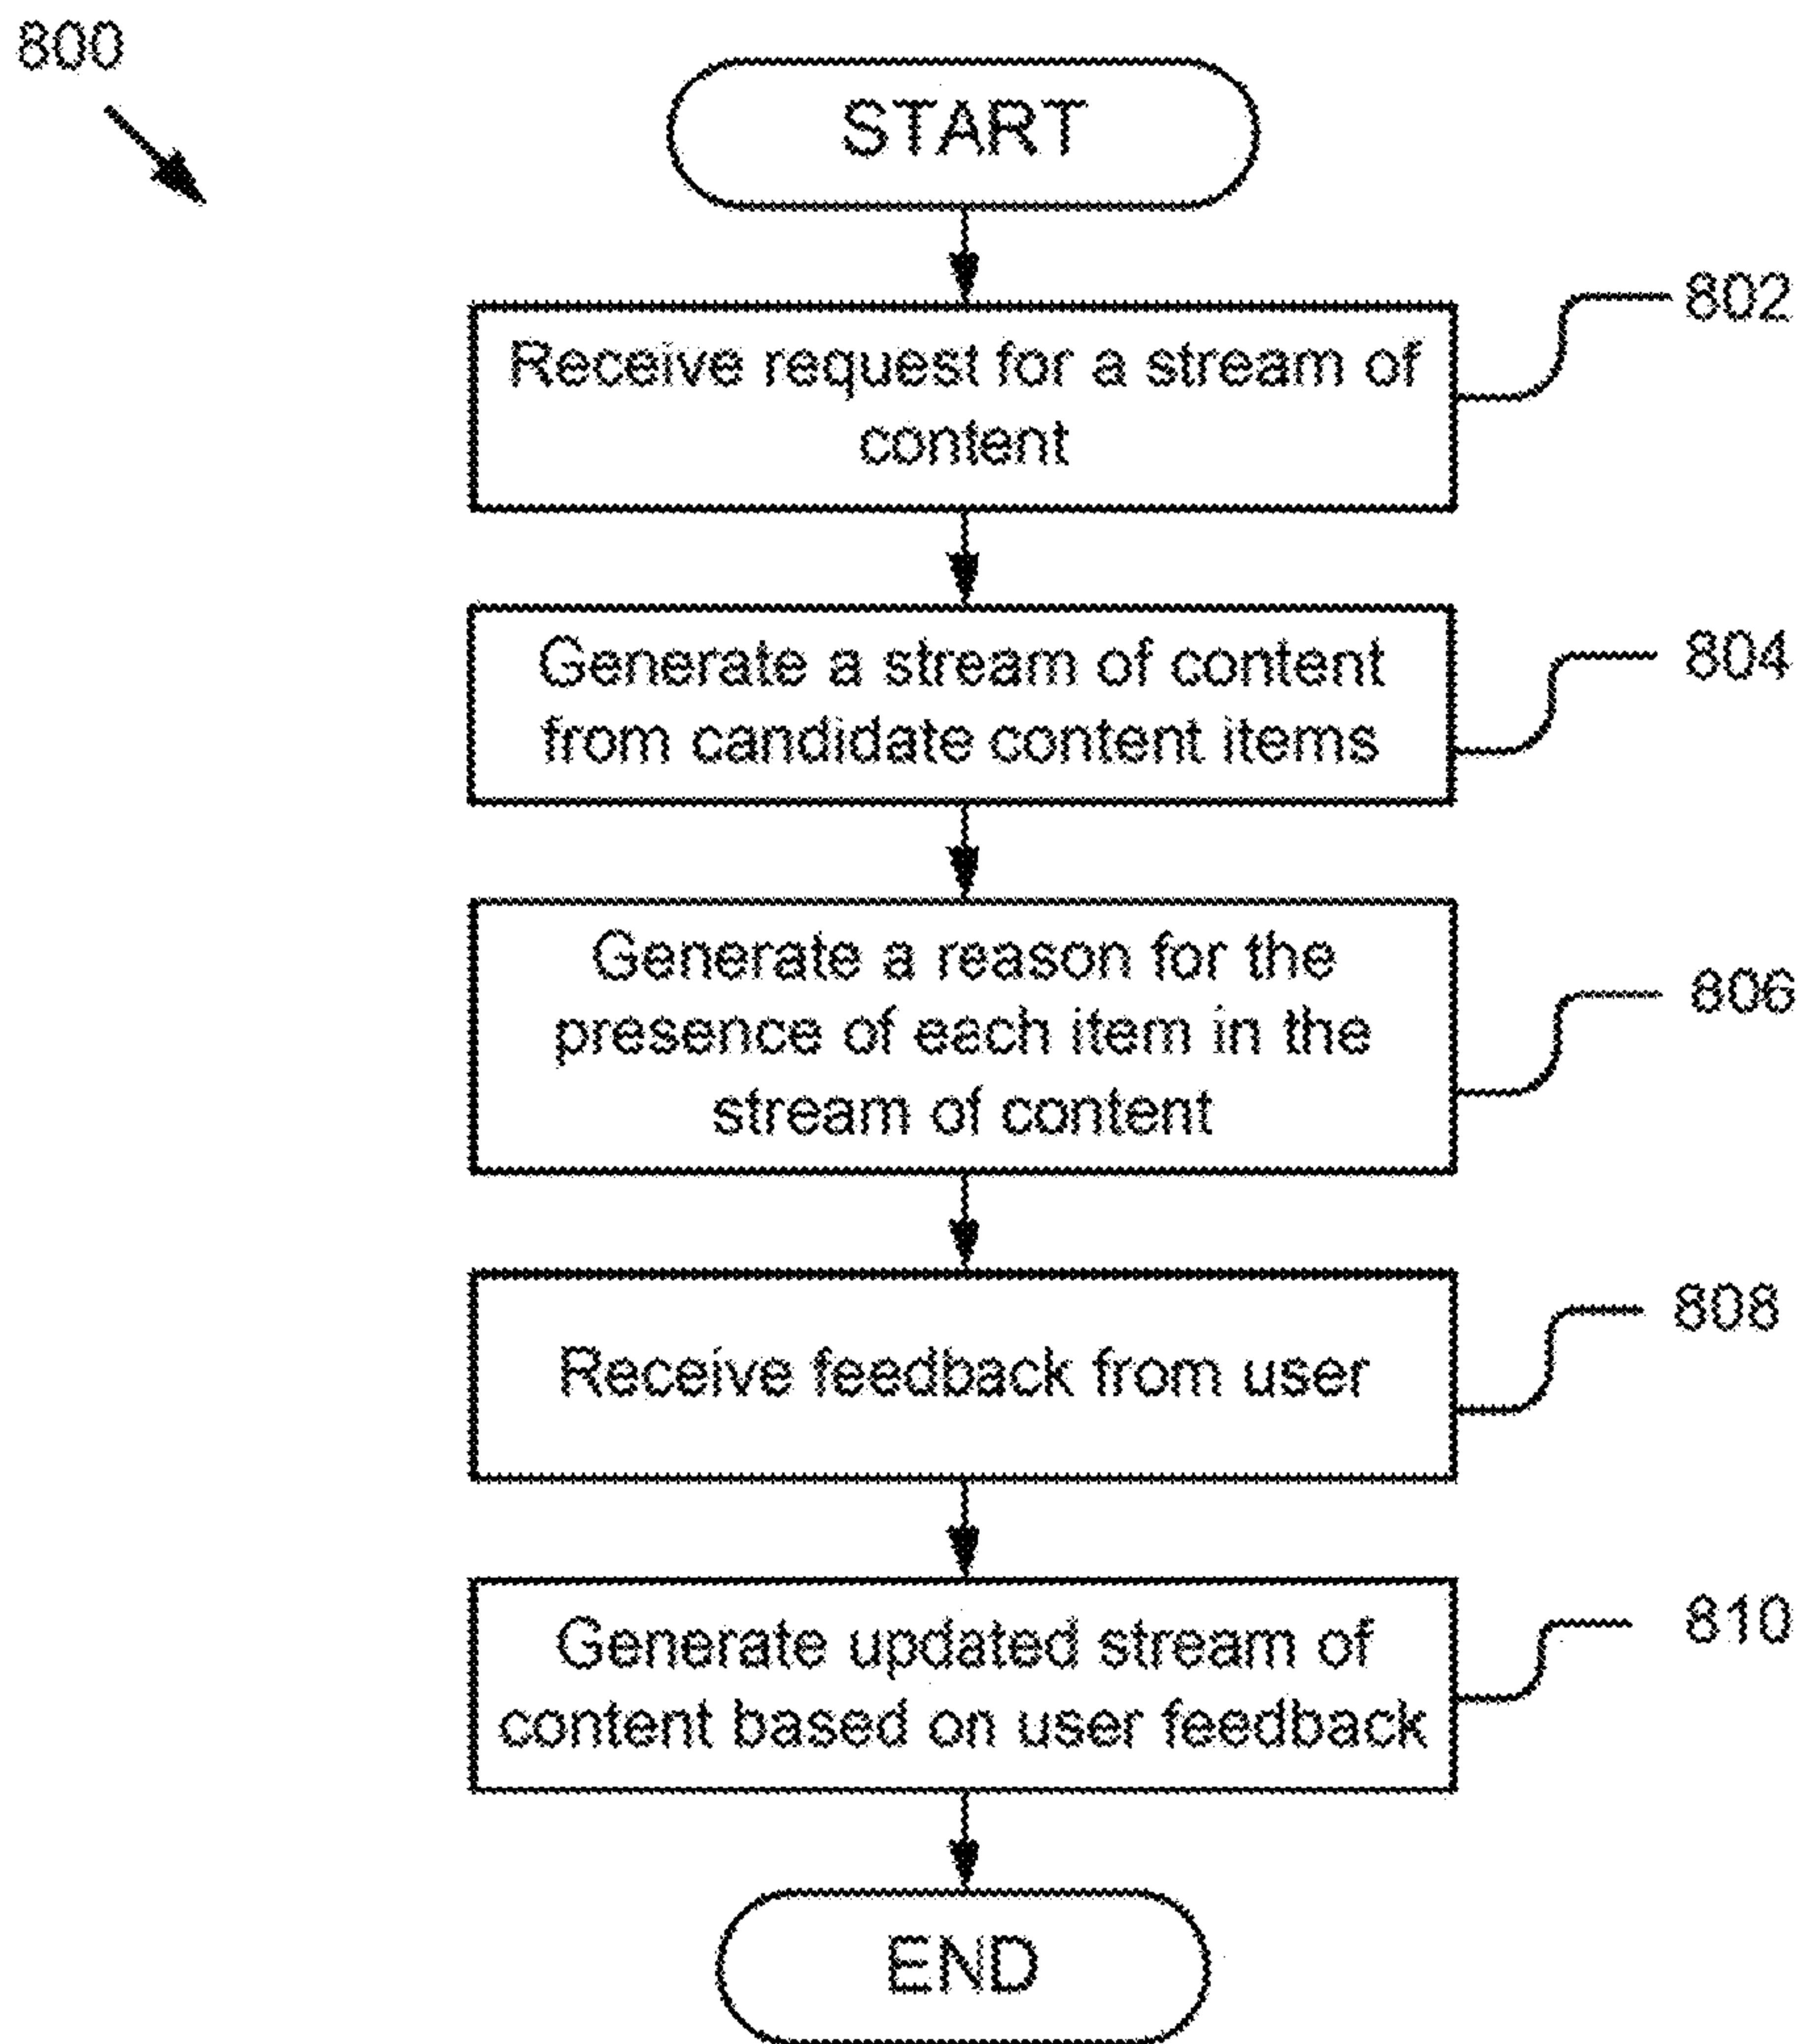 800
START
802
Receive request for a stream of
content
804
Generate a stream of content
from candidate content items
806
Generate a reason for the
presence of each item in the
stream of content
808
Receive feedback from user
810
Generate updated stream of
content based on user feedback
END